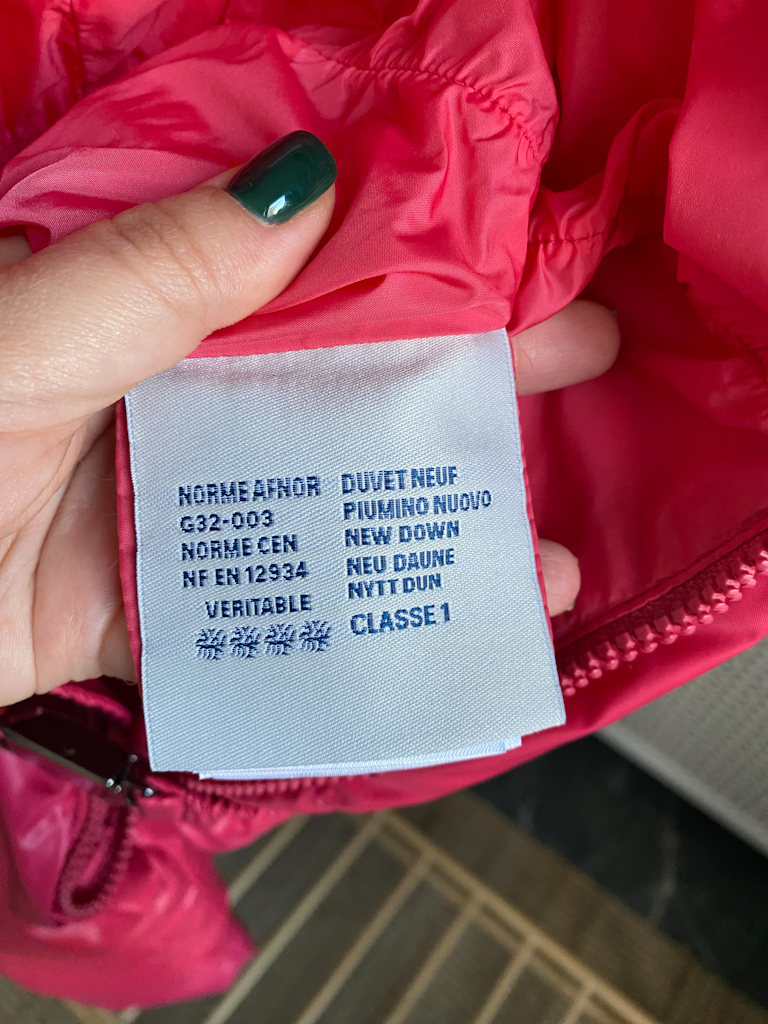 NORME AFNOR
G32-003
NORME CEN
NF EN 12934
VERITABLE
DUVET NEUF
PIUMINO NUOVO
NEW DOWN
NEU DAUNE
NYTT DUN
CLASSE 1